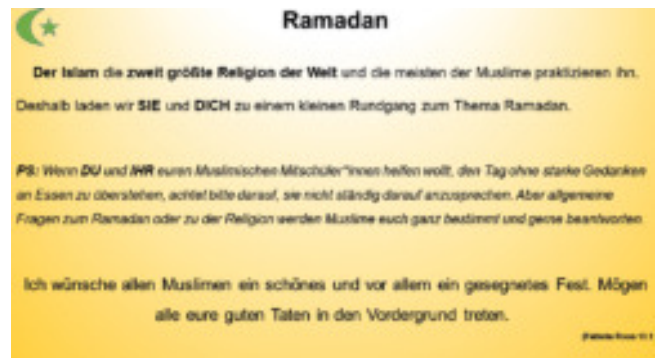 Ramadan
Der Islam die zweit größte Religion der Welt und die meisten der Muslime praktizieren ihn.
Deshalb laden wir SIE und DICH zu einem kleinen Rundgang zum Thema Ramadan.
PS: Wenn DU und IHR euren Muslimischen Mitschüler*innen helfen wollt, den Tag ohne starke Gedanken
an Essen zu überstehen, achtet bitte darauf, sie nicht ständig darauf anzusprechen. Aber allgemeine
Fragen zum Ramadan oder zu der Religion werden Muslime euch ganz bestimmt und gerne beantworten.
Ich wünsche allen Muslimen ein schönes und vor allem ein gesegnetes Fest. Mögen
alle eure guten Taten in den Vordergrund treten.